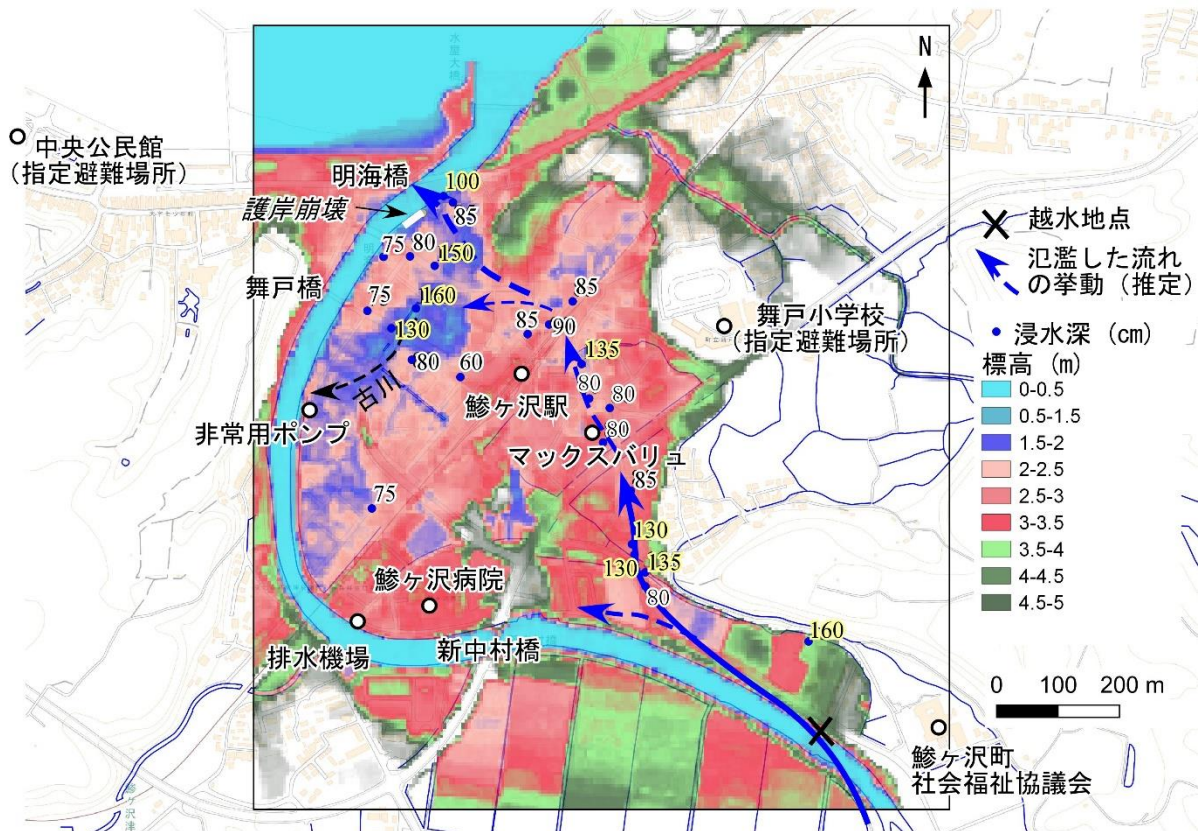 水屋大橋
N
中央公民館
(指定避難場所)
明海橋
100
護岸崩壊
85
75
80
150
越水地点
氾濫した流れ
の挙動（推定）
舞戸橋
75
160
85
舞戸小学校
(指定避難場所)
浸水深 (cm)
130
85
90
135
標高 (m)
80
60
80
80
0-0.5
古川
鰺ヶ沢駅
0.5-1.5
非常用ポンプ
80
マックスバリュ
1.5-2
2-2.5
75
85
2.5-3
3-3.5
130
3.5-4
130
135
4-4.5
鰺ヶ沢病院
80
4.5-5
排水機場
新中村橋
160
0 100 200 m
鰺ヶ沢町
社会福祉協議会